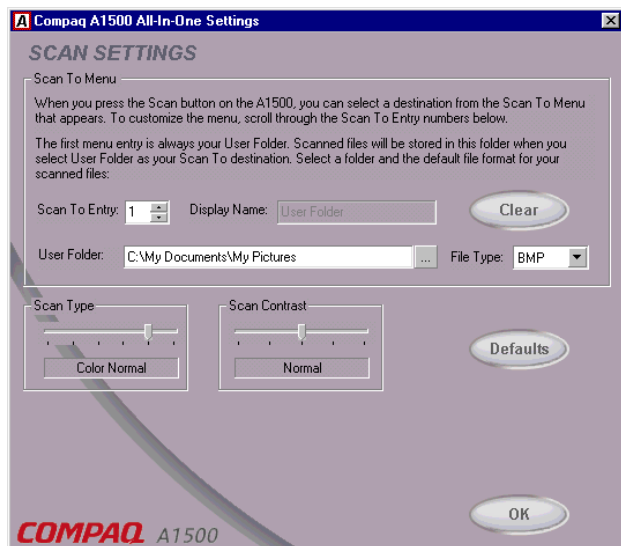 Compaq A1500 All-In-One Settings
SCAN SETTINGS
Scan To Menu
When you press the Scan button on the A1500, you can select a destination from the Scan To Menu
that appears. To customize the menu, scroll through the Scan To Entry numbers below.
The first menu entry is always your User Folder. Scanned files will be stored in this folder when you
select User Folder as your Scan To destination. Select a folder and the default file format for your
scanned files:
Scan To Entry: 1 Display Name: User Folder Clear
User Folder: C:\My Documents\My Pictures ... File Type: BMP
Scan Type Scan Contrast
Color Normal Normal
Defaults
OK
COMPAQ A1500